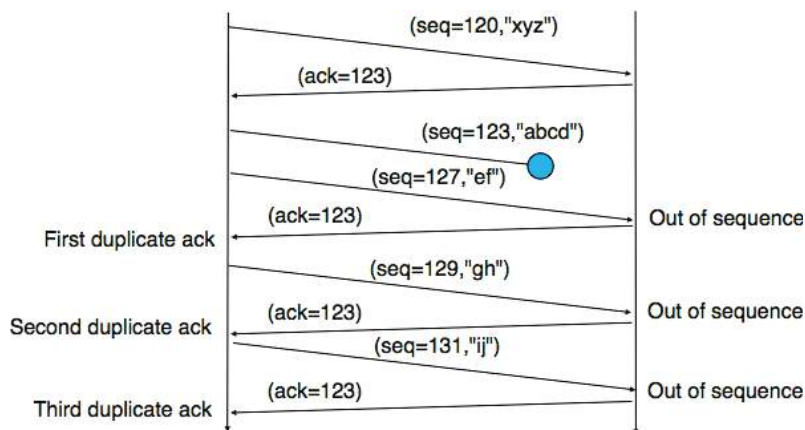 (seq=120,"xyz")
(ack=123)
(seq=123,"abcd")
(seq=127,"ef")
(ack=123)
Out of sequence
First duplicate ack
(seq=129,"gh")
(ack=123)
Out of sequence
Second duplicate ack
(seq=131,"ij")
(ack=123)
Out of sequence
Third duplicate ack